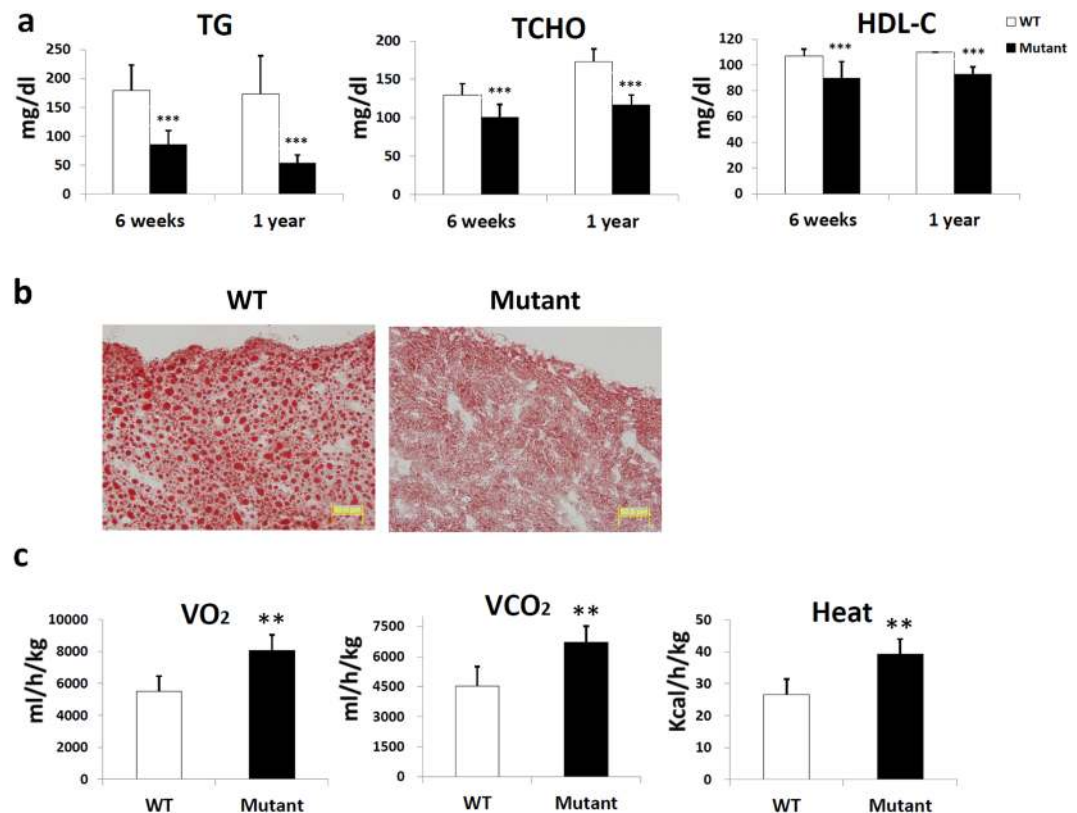 a
TG
TCHO
HDL-C
WT
Mutant
mg/dl
250
200
150
100
50
0
***
***
6 weeks
1 year
mg/dl
200
150
100
50
0
***
***
6 weeks
1 year
mg/dl
120
100
80
60
40
20
0
***
***
6 weeks
1 year
b
WT
Mutant
c
VO₂
VCO₂
Heat
ml/h/kg
10000
8000
6000
4000
2000
0
**
WT
Mutant
ml/h/kg
7500
6000
4500
3000
1500
0
**
WT
Mutant
Kcal/h/kg
50
40
30
20
10
0
**
WT
Mutant